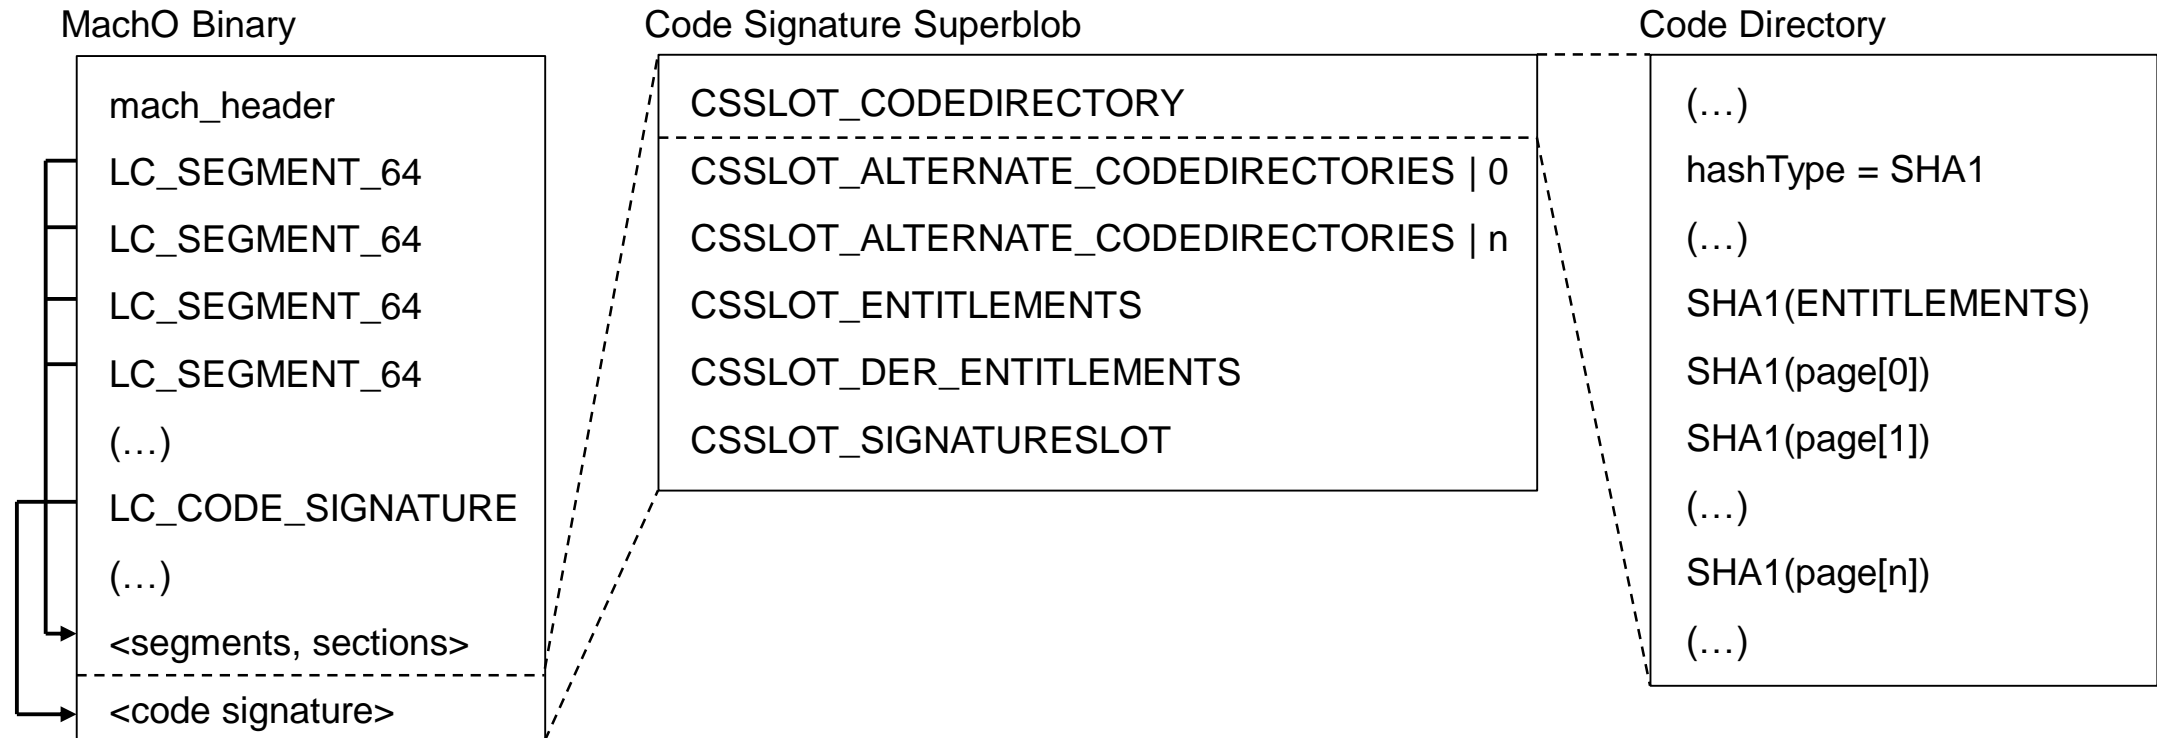 MachO Binary
mach_header
LC_SEGMENT_64
LC_SEGMENT_64
LC_SEGMENT_64
LC_SEGMENT_64
(…)
LC_CODE_SIGNATURE
(…)
<segments, sections>
<code signature>
Code Signature Superblob
CSSLOT_CODEDIRECTORY
CSSLOT_ALTERNATE_CODEDIRECTORIES | 0
CSSLOT_ALTERNATE_CODEDIRECTORIES | n
CSSLOT_ENTITLEMENTS
CSSLOT_DER_ENTITLEMENTS
CSSLOT_SIGNATURESLOT
Code Directory
(…)
hashType = SHA1
(…)
SHA1(ENTITLEMENTS)
SHA1(page[0])
SHA1(page[1])
(…)
SHA1(page[n])
(…)